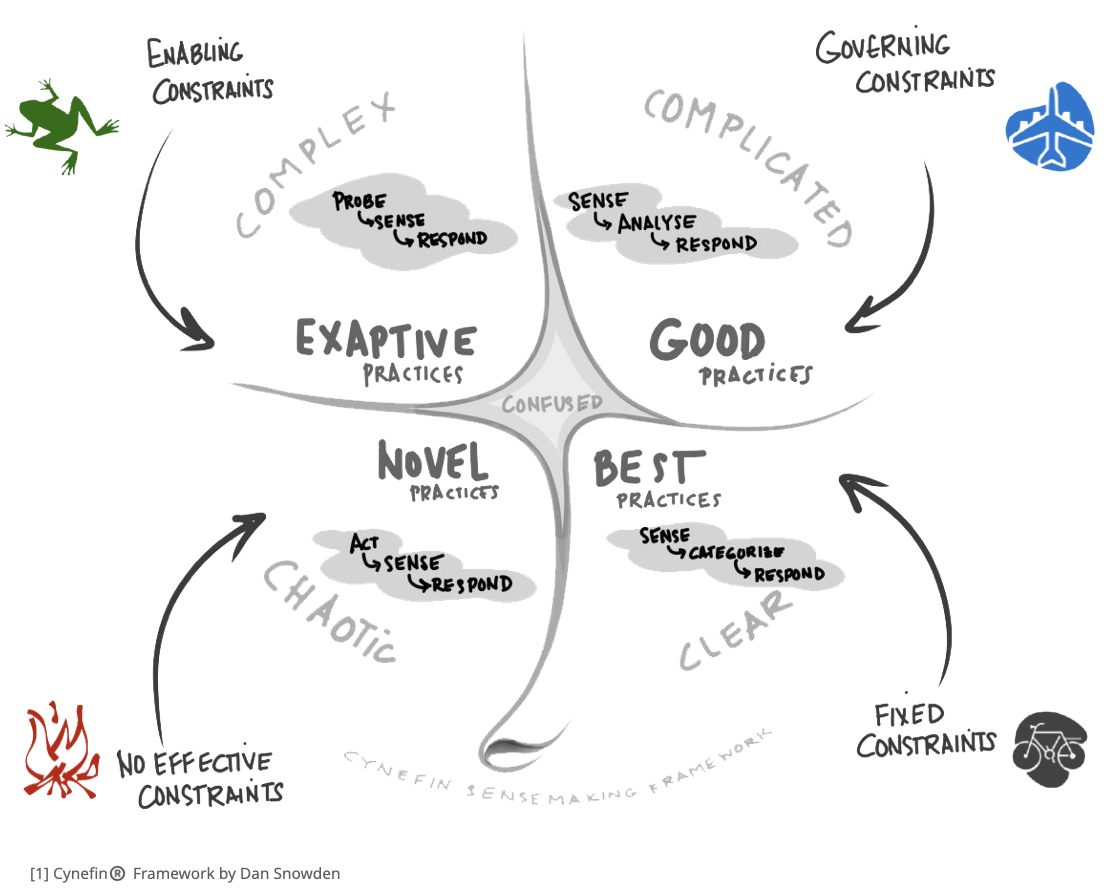 ENABLING
CONSTRAINTS
GOVERNING
CONSTRAINTS
COMPLEX
COMPLICATED
PROBE
SENSE
RESPOND
SENSE
ANALYSE
RESPOND
EXAPTIVE
PRACTICES
GOOD
PRACTICES
CONFUSED
NOVEL
PRACTICES
BEST
PRACTICES
ACT
SENSE
RESPOND
SENSE
CATEGORIZE
RESPOND
CHAOTIC
CLEAR
NO EFFECTIVE
CONSTRAINTS
FIXED
CONSTRAINTS
CYNEFIN SENSEMAKING FRAMEWORK
[1] Cynefin® Framework by Dan Snowden